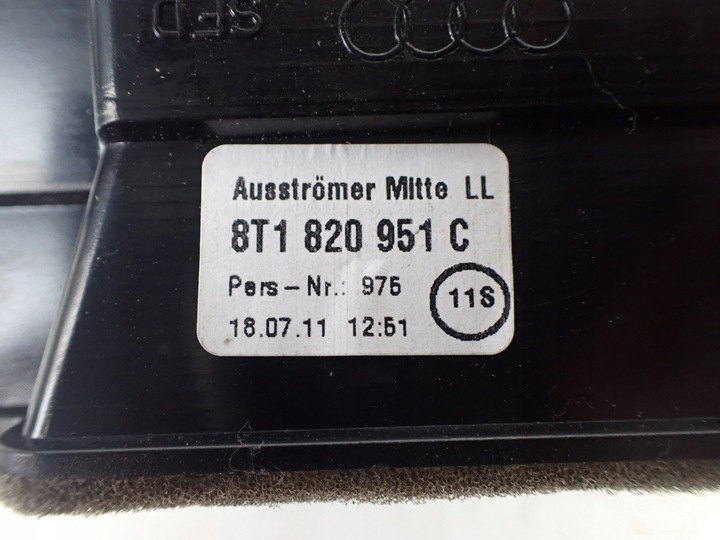 Ausströmer Mitte LL
8T1 820 951 C
Pers-Nr.: 975
11S
18.07.11 12:51